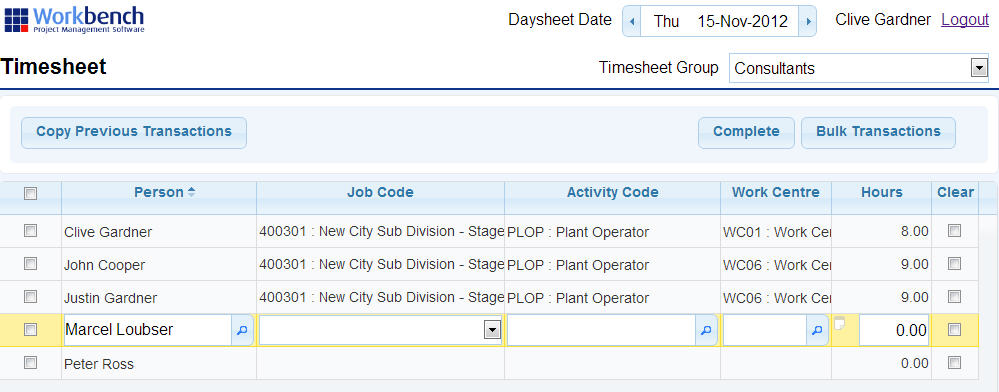 Workbench
Project Management Software
Daysheet Date Thu 15-Nov-2012 Clive Gardner Logout
Timesheet
Timesheet Group Consultants
Copy Previous Transactions Complete Bulk Transactions
Person Job Code Activity Code Work Centre Hours Clear
Clive Gardner 400301 : New City Sub Division - Stage PLOP : Plant Operator WC01 : Work Cen 8.00
John Cooper 400301 : New City Sub Division - Stage PLOP : Plant Operator WC06 : Work Cen 9.00
Justin Gardner 400301 : New City Sub Division - Stage PLOP : Plant Operator WC06 : Work Cen 9.00
Marcel Loubser 0.00
Peter Ross 0.00